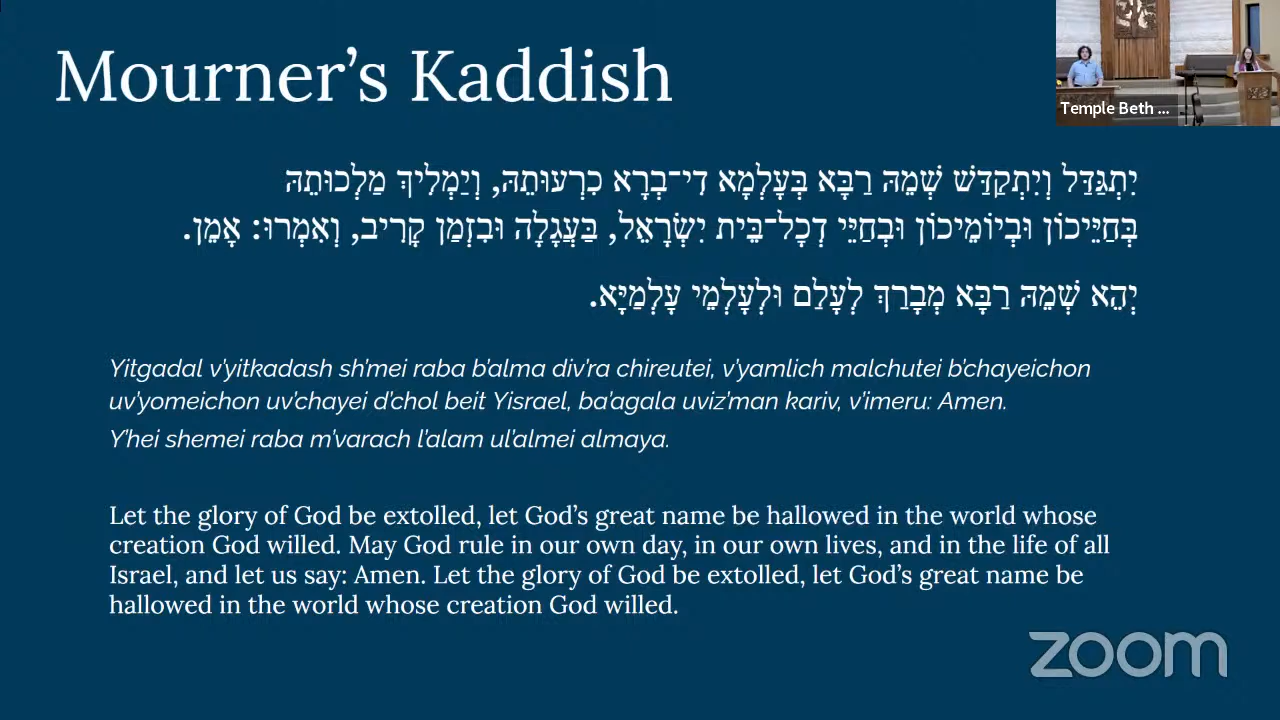 Mourner’s Kaddish
Temple Beth ...
יִתְגַּדַּל וְיִתְקַדַּשׁ שְׁמֵהּ רַבָּא בְּעָלְמָא דִי־בְרָא כִרְעוּתֵהּ, וְיַמְלִיךְ מַלְכוּתֵהּ
בְּחַיֵּיכוֹן וּבְיוֹמֵיכוֹן וּבְחַיֵּי דְכָל־בֵּית יִשְׂרָאֵל, בַּעֲגָלָה וּבִזְמַן קָרִיב, וְאִמְרוּ: אָמֵן.
יְהֵא שְׁמֵהּ רַבָּא מְבָרַךְ לְעָלַם וּלְעָלְמֵי עָלְמַיָּא.
Yitgadal v’yitkadash sh’mei raba b’alma div’ra chireutei, v’yamlich malchutei b’chayeichon
uv’yomeichon uv’chayei d’chol beit Yisrael, ba’agala uviz’man kariv, v’imeru: Amen.
Y’hei shemei raba m’varach l’alam ul’almei almaya.
Let the glory of God be extolled, let God’s great name be hallowed in the world whose
creation God willed. May God rule in our own day, in our own lives, and in the life of all
Israel, and let us say: Amen. Let the glory of God be extolled, let God’s great name be
hallowed in the world whose creation God willed.
zoom